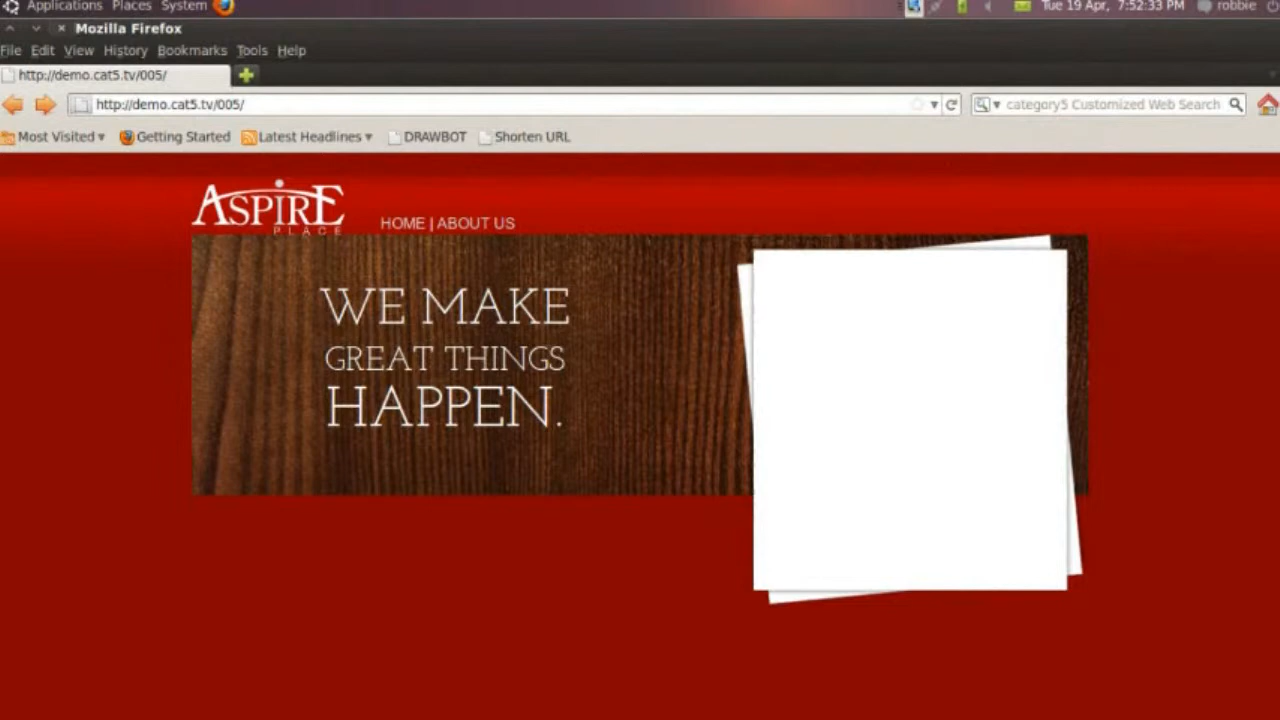 Applications Places System
Tue 19 Apr, 7:52:33 PM robbie
Mozilla Firefox
File Edit View History Bookmarks Tools Help
http://demo.cat5.tv/005/
http://demo.cat5.tv/005/
category5 Customized Web Search
Most Visited Getting Started Latest Headlines DRAWBOT Shorten URL
ASPIRE
PLACE
HOME | ABOUT US
WE MAKE
GREAT THINGS
HAPPEN.